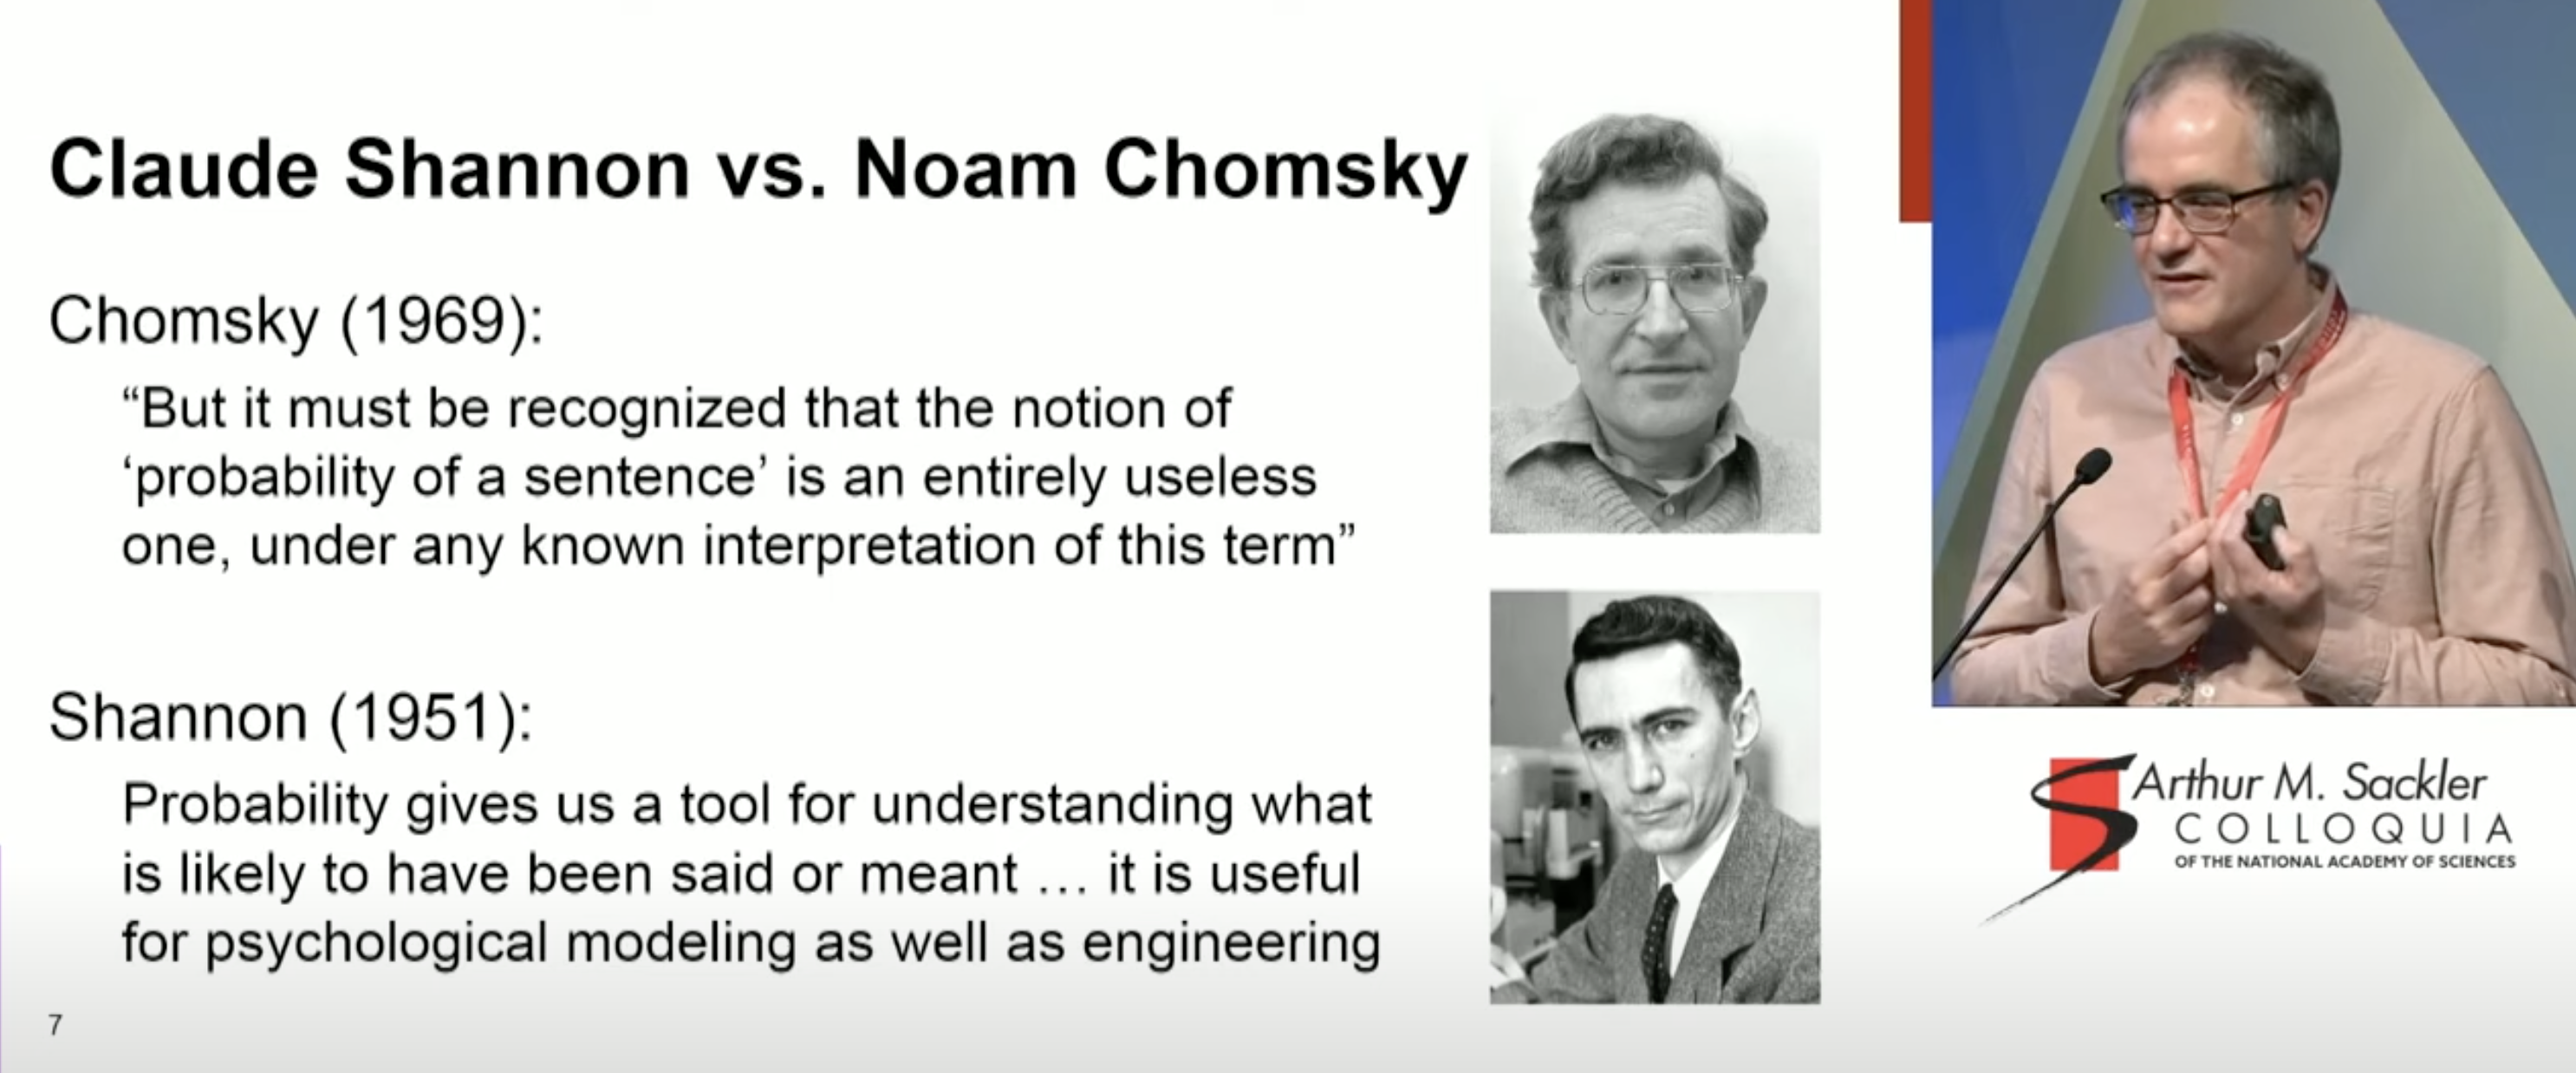 Claude Shannon vs. Noam Chomsky
Chomsky (1969):
“But it must be recognized that the notion of
‘probability of a sentence’ is an entirely useless
one, under any known interpretation of this term”
Shannon (1951):
Probability gives us a tool for understanding what
is likely to have been said or meant … it is useful
for psychological modeling as well as engineering
7
Arthur M. Sackler
COLLOQUIA
OF THE NATIONAL ACADEMY OF SCIENCES